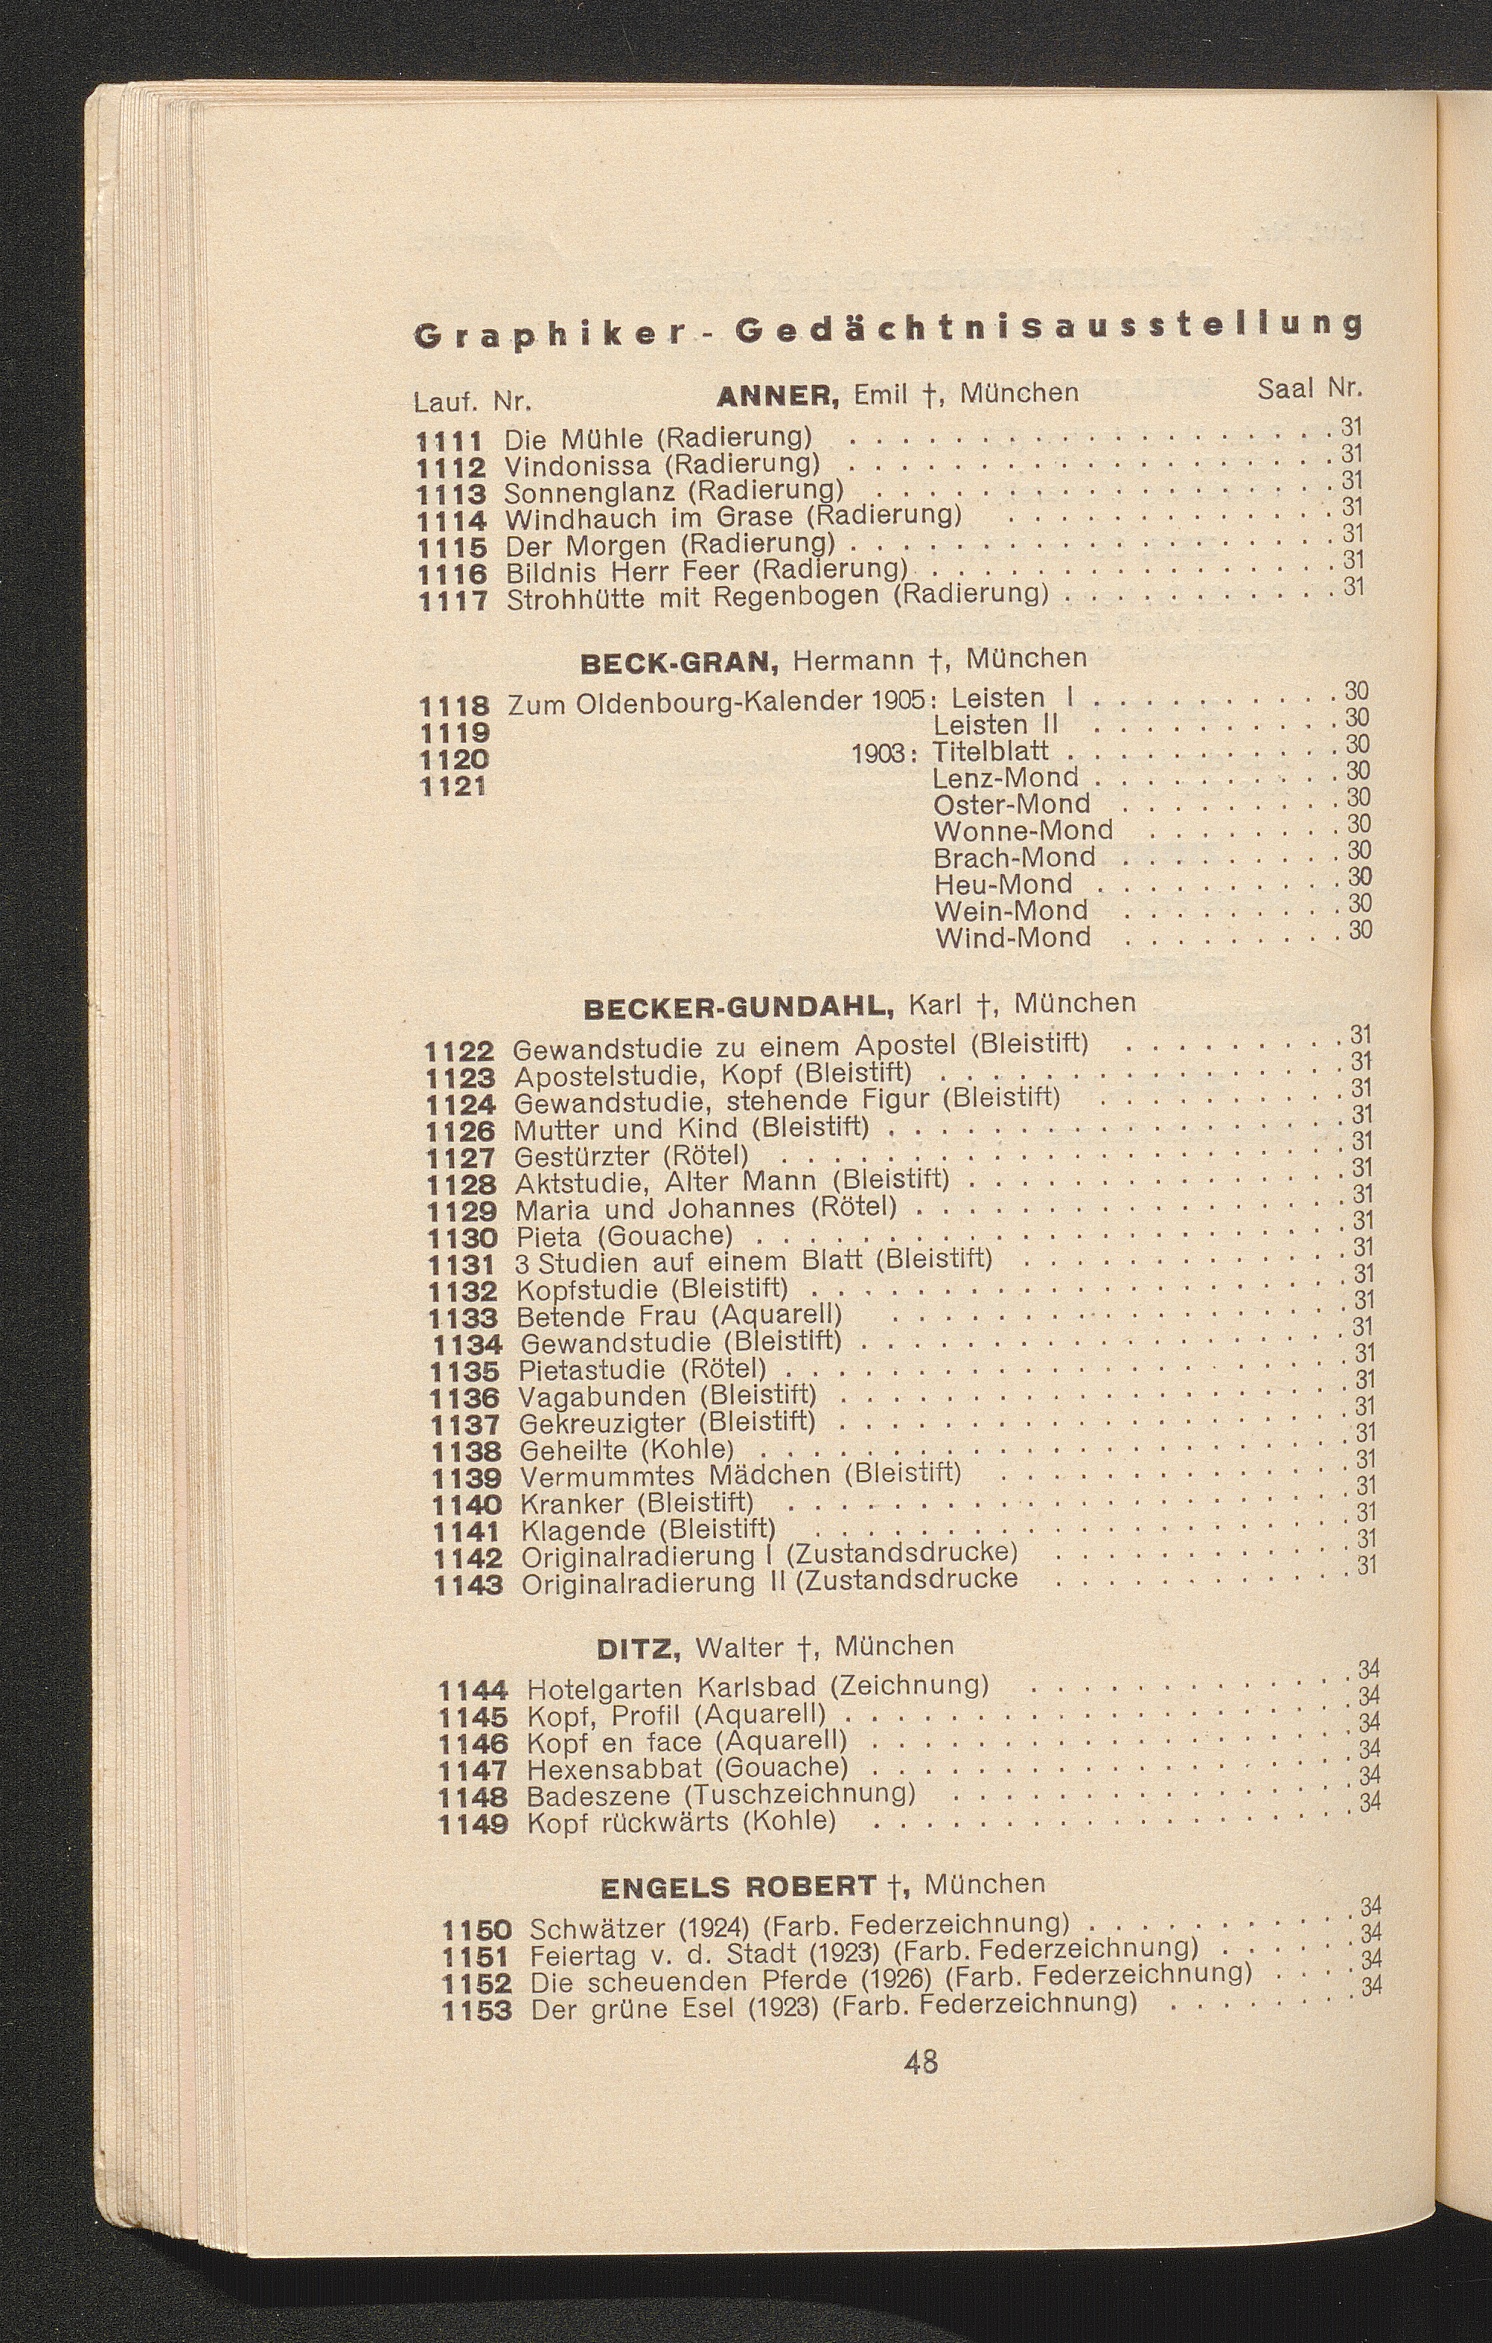 Graphiker-Gedächtnisausstellung
Lauf. Nr. ANNER, Emil †, München Saal Nr.
1111 Die Mühle (Radierung) . . . . . . . . . . . . . . . . . . . 31
1112 Vindonissa (Radierung) . . . . . . . . . . . . . . . . . . . 31
1113 Sonnenglanz (Radierung) . . . . . . . . . . . . . . . . . . 31
1114 Windhauch im Grase (Radierung) . . . . . . . . . . . . . 31
1115 Der Morgen (Radierung) . . . . . . . . . . . . . . . . . . . 31
1116 Bildnis Herr Feer (Radierung) . . . . . . . . . . . . . . . . 31
1117 Strohhütte mit Regenbogen (Radierung) . . . . . . . . . . . 31
BECK-GRAN, Hermann †, München
1118 Zum Oldenbourg-Kalender 1905: Leisten I . . . . . . . . . . 30
1119 Leisten II . . . . . . . . . . 30
1120 1903: Titelblatt . . . . . . . . . . . 30
1121 Lenz-Mond . . . . . . . . . . 30
Oster-Mond . . . . . . . . . 30
Wonne-Mond . . . . . . . . 30
Brach-Mond . . . . . . . . . 30
Heu-Mond . . . . . . . . . . 30
Wein-Mond . . . . . . . . . 30
Wind-Mond . . . . . . . . . 30
BECKER-GUNDAHL, Karl †, München
1122 Gewandstudie zu einem Apostel (Bleistift) . . . . . . . . . 31
1123 Apostelstudie, Kopf (Bleistift) . . . . . . . . . . . . . . . . 31
1124 Gewandstudie, stehende Figur (Bleistift) . . . . . . . . . . 31
1126 Mutter und Kind (Bleistift) . . . . . . . . . . . . . . . . . . 31
1127 Gestürzter (Rötel) . . . . . . . . . . . . . . . . . . . . . . 31
1128 Aktstudie, Alter Mann (Bleistift) . . . . . . . . . . . . . . . 31
1129 Maria und Johannes (Rötel) . . . . . . . . . . . . . . . . . 31
1130 Pieta (Gouache) . . . . . . . . . . . . . . . . . . . . . . . 31
1131 3 Studien auf einem Blatt (Bleistift) . . . . . . . . . . . . . 31
1132 Kopfstudie (Bleistift) . . . . . . . . . . . . . . . . . . . . . 31
1133 Betende Frau (Aquarell) . . . . . . . . . . . . . . . . . . 31
1134 Gewandstudie (Bleistift) . . . . . . . . . . . . . . . . . . . 31
1135 Pietastudie (Rötel) . . . . . . . . . . . . . . . . . . . . . . 31
1136 Vagabunden (Bleistift) . . . . . . . . . . . . . . . . . . . . 31
1137 Gekreuzigter (Bleistift) . . . . . . . . . . . . . . . . . . . . 31
1138 Geheilte (Kohle) . . . . . . . . . . . . . . . . . . . . . . . 31
1139 Vermummtes Mädchen (Bleistift) . . . . . . . . . . . . . . 31
1140 Kranker (Bleistift) . . . . . . . . . . . . . . . . . . . . . . 31
1141 Klagende (Bleistift) . . . . . . . . . . . . . . . . . . . . . 31
1142 Originalradierung I (Zustandsdrucke) . . . . . . . . . . . . 31
1143 Originalradierung II (Zustandsdrucke . . . . . . . . . . . . 31
DITZ, Walter †, München
1144 Hotelgarten Karlsbad (Zeichnung) . . . . . . . . . . . . . 34
1145 Kopf, Profil (Aquarell) . . . . . . . . . . . . . . . . . . . . 34
1146 Kopf en face (Aquarell) . . . . . . . . . . . . . . . . . . . 34
1147 Hexensabbat (Gouache) . . . . . . . . . . . . . . . . . . . 34
1148 Badeszene (Tuschzeichnung) . . . . . . . . . . . . . . . . 34
1149 Kopf rückwärts (Kohle) . . . . . . . . . . . . . . . . . . . 34
ENGELS ROBERT †, München
1150 Schwätzer (1924) (Farb. Federzeichnung) . . . . . . . . . . . 34
1151 Feiertag v. d. Stadt (1923) (Farb. Federzeichnung) . . . . . . 34
1152 Die scheuenden Pferde (1926) (Farb. Federzeichnung) . . . . 34
1153 Der grüne Esel (1923) (Farb. Federzeichnung) . . . . . . . . 34
48